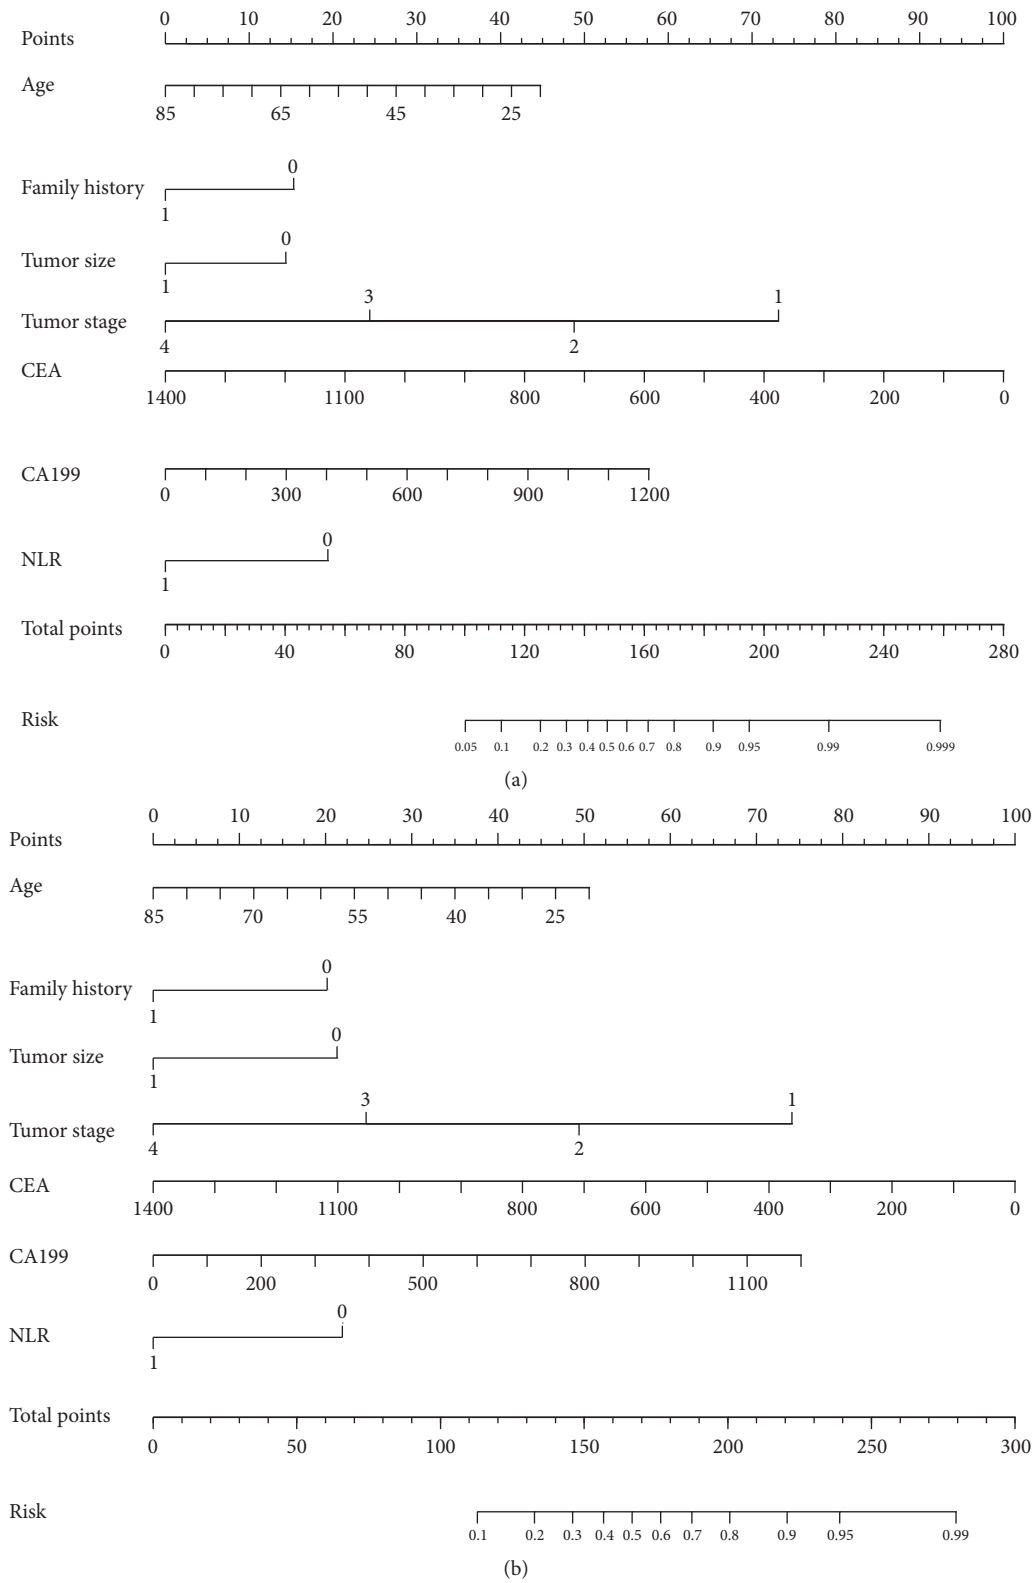 0 10 20 30 40 50 60 70 80 90 100
Points
Age
85 65 45 25
0
Family history
1
0
Tumor size
1
3 1
Tumor stage
4 2
CEA
1400 1100 800 600 400 200 0
CA199
0 300 600 900 1200
0
NLR
1
Total points
0 40 80 120 160 200 240 280
Risk
0.05 0.1 0.2 0.3 0.4 0.5 0.6 0.7 0.8 0.9 0.95 0.99 0.999
(a)
0 10 20 30 40 50 60 70 80 90 100
Points
Age
85 70 55 40 25
0
Family history
1
0
Tumor size
1
3 1
Tumor stage
4 2
CEA
1400 1100 800 600 400 200 0
CA199
0 200 500 800 1100
0
NLR
1
Total points
0 50 100 150 200 250 300
Risk
0.1 0.2 0.3 0.4 0.5 0.6 0.7 0.8 0.9 0.95 0.99
(b)